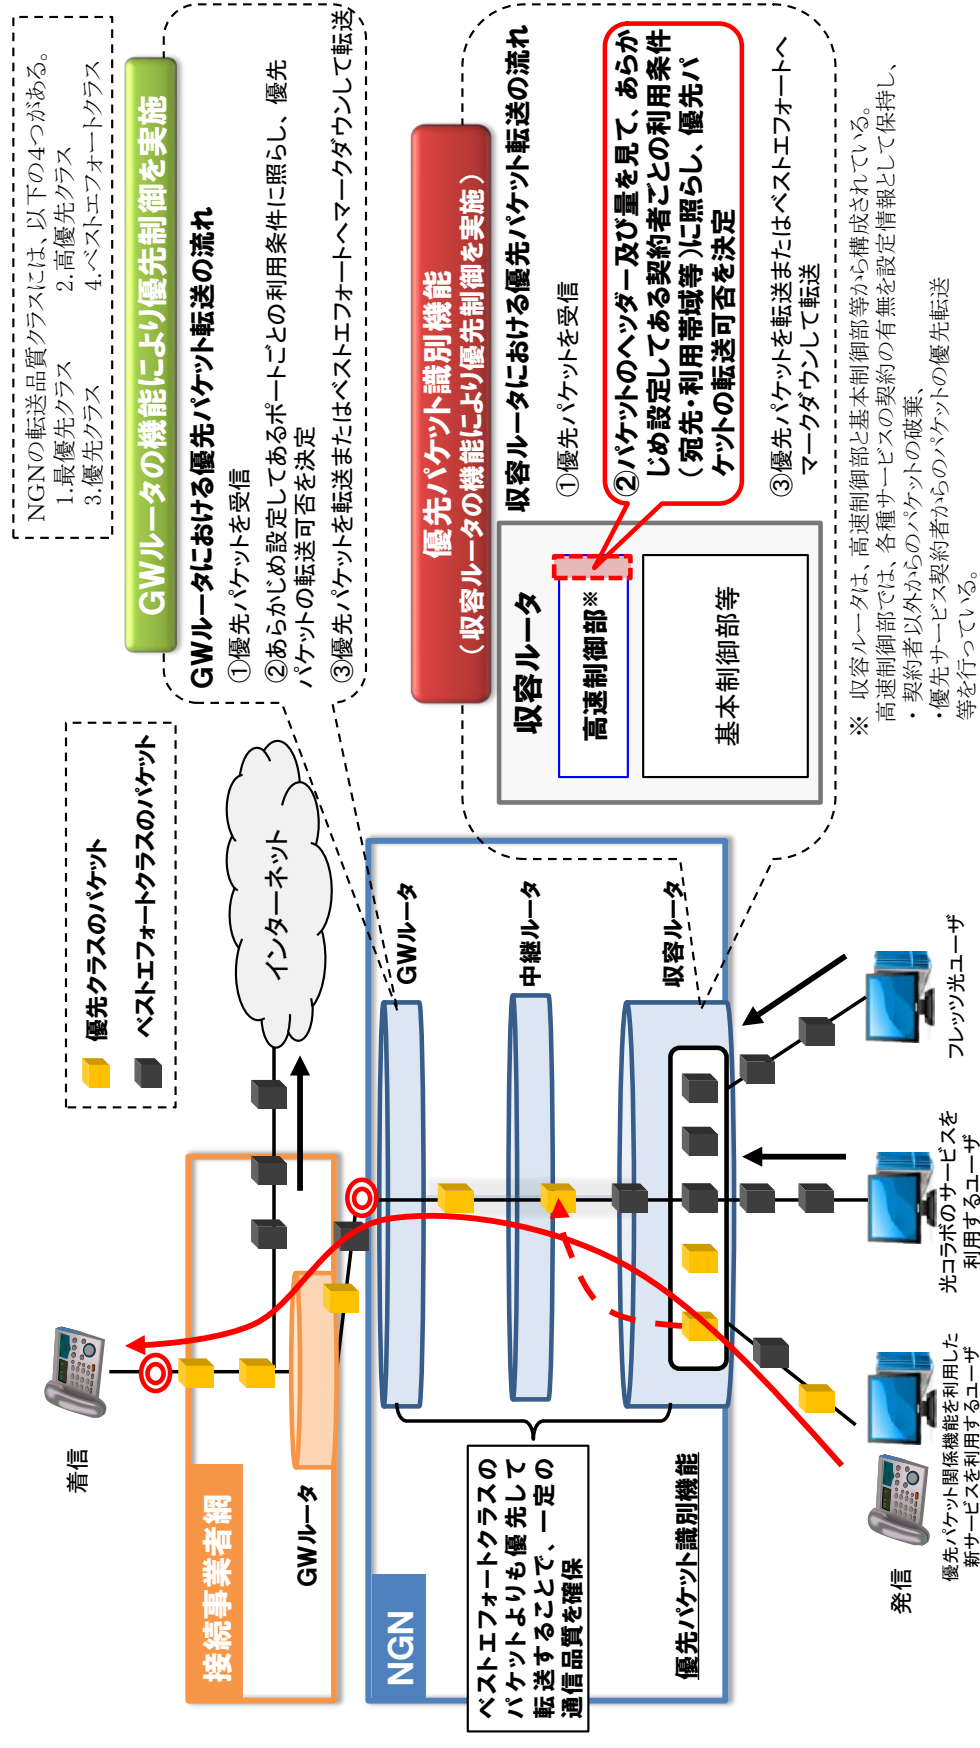 NGNの転送品質クラスには、以下の4つがある。
1.最優先クラス 2.高優先クラス
3.優先クラス 4.ベストエフォートクラス
優先クラスのパケット
ベストエフォートクラスのパケット
GWルータの機能により優先制御を実施
GWルータにおける優先パケット転送の流れ
①優先パケットを受信
②あらかじめ設定してあるポートごとの利用条件に照らし、優先
パケットの転送可否を決定
③優先パケットを転送またはベストエフォートへマークダウンして転送
優先パケット識別機能
(収容ルータの機能により優先制御を実施)
収容ルータにおける優先パケット転送の流れ
①優先パケットを受信
②パケットのヘッダー及び量を見て、あらか
じめ設定してある契約者ごとの利用条件
(宛先・利用帯域等)に照らし、優先パ
ケットの転送可否を決定
③優先パケットを転送またはベストエフォートへ
マークダウンして転送
収容ルータ
高速制御部※
基本制御部等
※ 収容ルータは、高速制御部と基本制御部等から構成されている。
高速制御部では、各種サービスの契約の有無を設定情報として保持し、
・契約者以外からのパケットの破棄、
・優先サービス契約者からのパケットの優先転送
等を行っている。
着信
接続事業者網
GWルータ
インターネット
NGN
GWルータ
中継ルータ
収容ルータ
ベストエフォートクラスの
パケットよりも優先して
転送することで、一定の
通信品質を確保
優先パケット識別機能
発信
優先パケット関係機能を利用した
新サービスを利用するユーザ
光コラボのサービスを
利用するユーザ
フレッツ光ユーザ